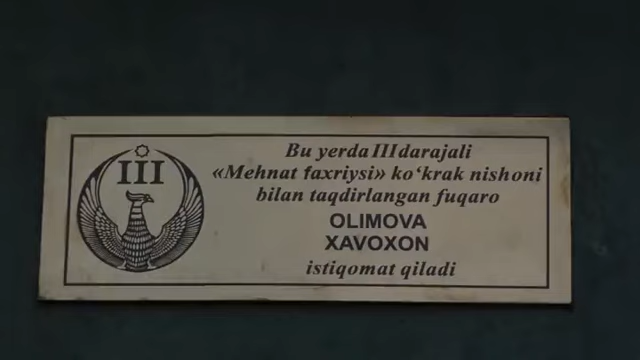 III
Bu yerda III darajali
«Mehnat faxriysi» ko‘krak nishoni
bilan taqdirlangan fuqaro
OLIMOVA
XAVOXON
istiqomat qiladi